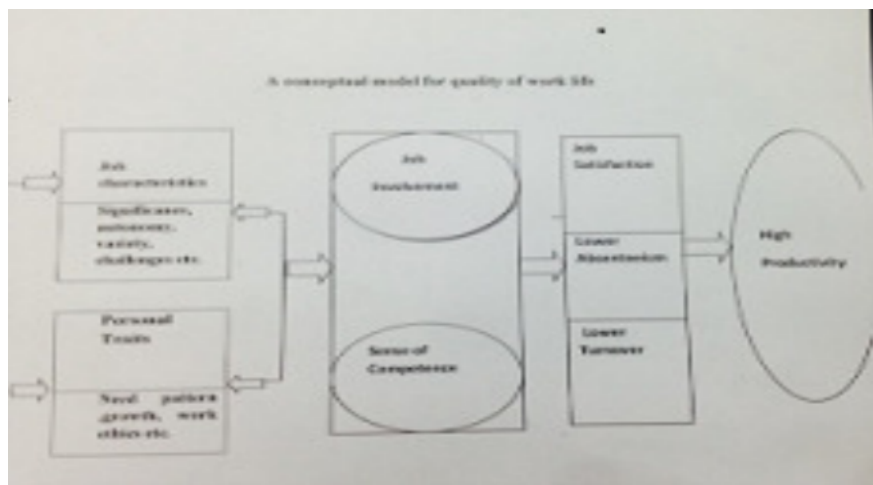 A conceptual model for quality of work life
Job
characteristics
Significance,
autonomy,
variety,
challenges etc.
Personal
Traits
Need pattern
growth, work
ethics etc.
Job
Involvement
Sense of
Competence
Job
Satisfaction
Lower
Absenteeism
Lower
Turnover
High
Productivity